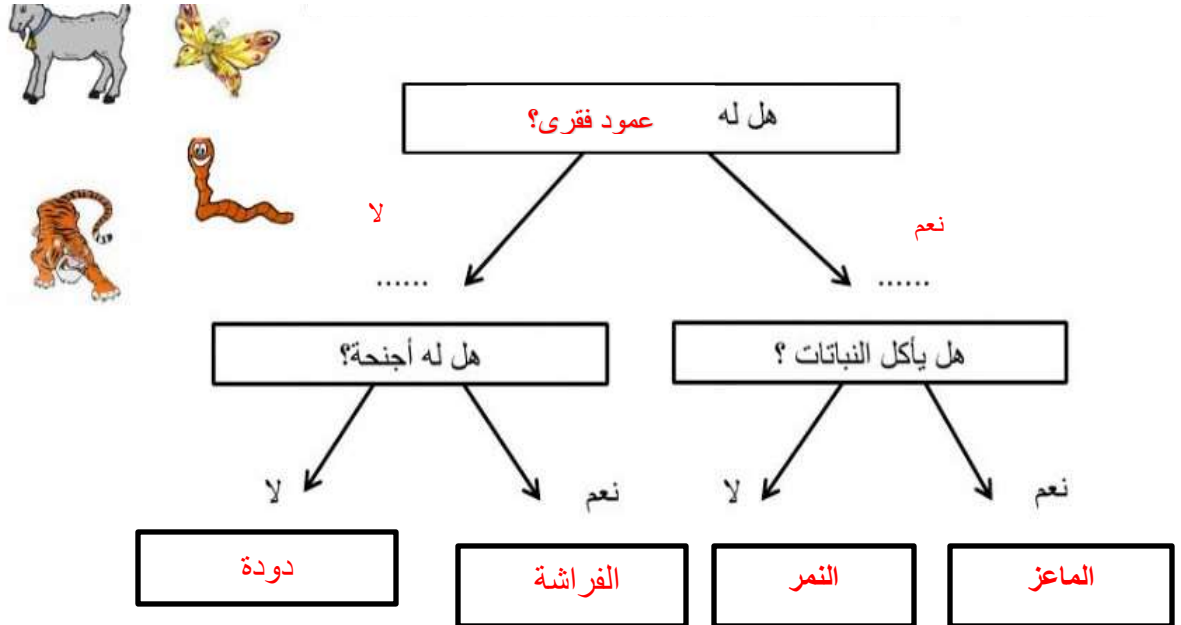 هل له عمود فقرى؟
نعم
لا
......
......
هل يأكل النباتات ؟
هل له أجنحة؟
نعم
لا
نعم
لا
الماعز
النمر
الفراشة
دودة